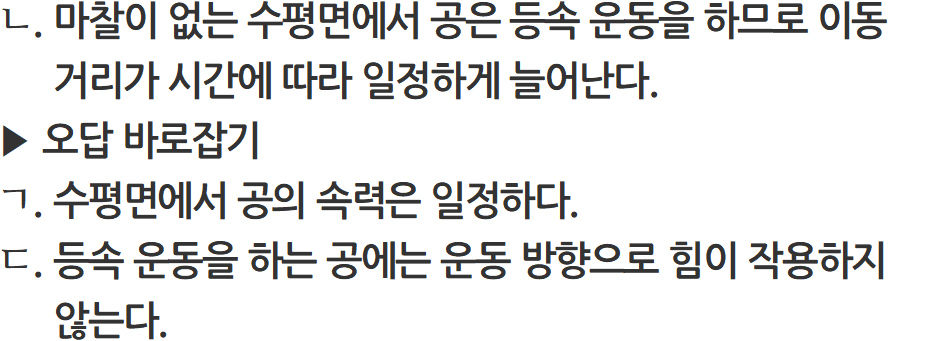 ㄴ. 마찰이 없는 수평면에서 공은 등속 운동을 하므로 이동
거리가 시간에 따라 일정하게 늘어난다.
▶ 오답 바로잡기
ㄱ. 수평면에서 공의 속력은 일정하다.
ㄷ. 등속 운동을 하는 공에는 운동 방향으로 힘이 작용하지
않는다.